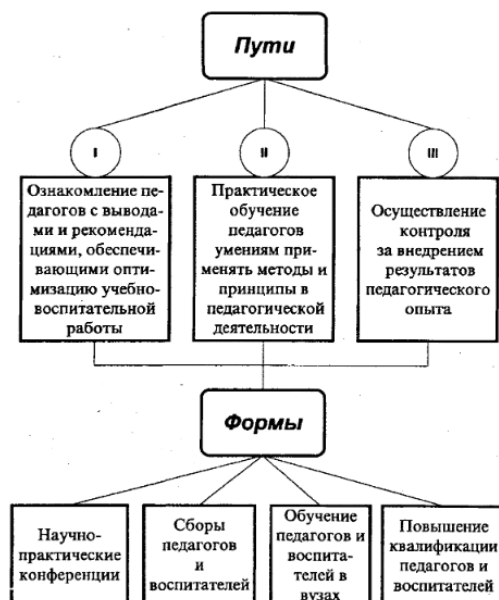 Пути
I
II
III
Ознакомление пе-
дагогов с вывода-
ми и рекоменда-
циями, обеспечи-
вающими опти-
мизацию учебно-
воспитательной
работы
Практическое
обучение
педагогов
умениям при-
менять методы и
принципы в
педагогической
деятельности
Осуществление
контроля
за внедрением
результатов
педагогического
опыта
Формы
Научно-
практические
конференции
Сборы
педагогов
и
воспитателей
Обучение
педагогов и
воспита-
телей в
вузах
Повышение
квалификации
педагогов и
воспитателей